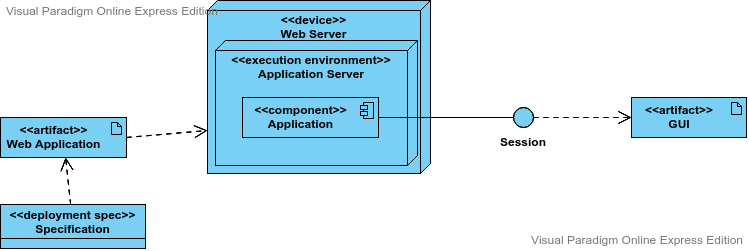 Visual Paradigm Online Express Edition
<<device>>
Web Server
<<execution environment>>
Application Server
<<component>>
Application
<<artifact>>
GUI
<<artifact>>
Web Application
Session
<<deployment spec>>
Specification
Visual Paradigm Online Express Edition